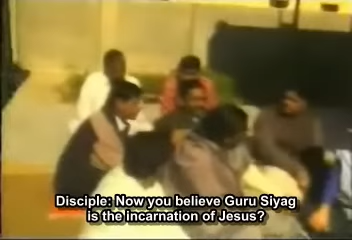 Disciple: Now you believe Guru Siyag
is the incarnation of Jesus?